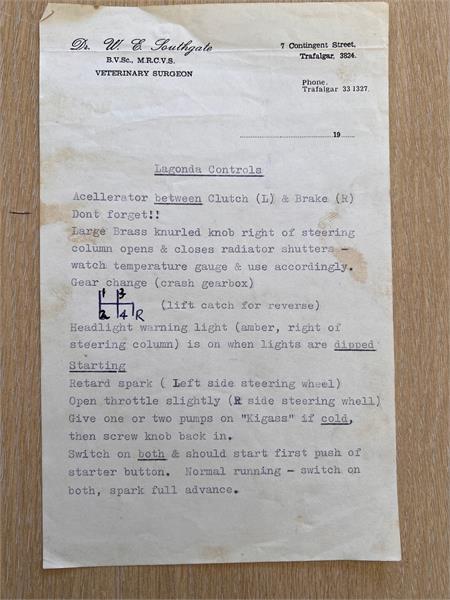 Dr. W. E. Southgate
B.V.Sc., M.R.C.V.S.
VETERINARY SURGEON
7 Contingent Street,
Trafalgar, 3824.
Phone.
Trafalgar 33 1327.
19
Lagonda Controls
Acellerator between Clutch (L) & Brake (R)
Dont forget!!
Large Brass knurled knob right of steering
column opens & closes radiator shutters -
watch temperature gauge & use accordingly.
Gear change (crash gearbox)
1 3
2 4 R
(lift catch for reverse)
Headlight warning light (amber, right of
steering column) is on when lights are dipped
Starting
Retard spark ( Left side steering wheel)
Open throttle slightly (R side steering whell)
Give one or two pumps on "Kigass" if cold,
then screw knob back in.
Switch on both & should start first push of
starter button. Normal running - switch on
both, spark full advance.